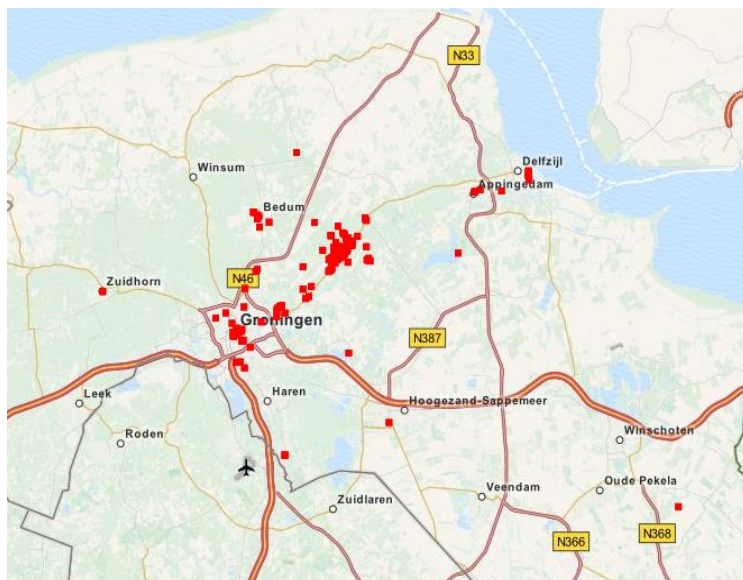 N33
Delfzijl
Winsum
Appingedam
Bedum
Zuidhorn
N46
Groningen
N387
Leek
Haren
Hoogezand-Sappemeer
Roden
Winschoten
Veendam
Oude Pekela
Zuidlaren
N366
N368